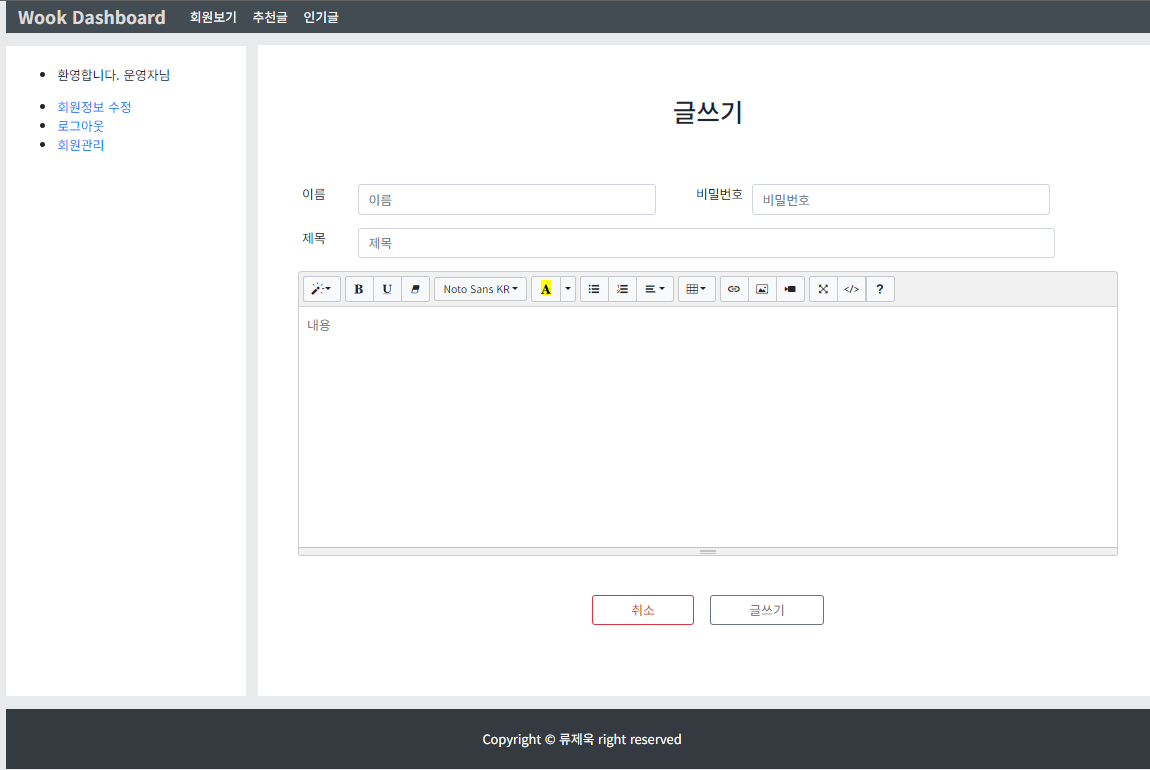 Wook Dashboard 회원보기 추천글 인기글
환영합니다. 운영자님
회원정보 수정
로그아웃
회원관리
글쓰기
이름 이름 비밀번호 비밀번호
제목 제목
B U Noto Sans KR A </> ?
내용
취소 글쓰기
Copyright © 류제욱 right reserved